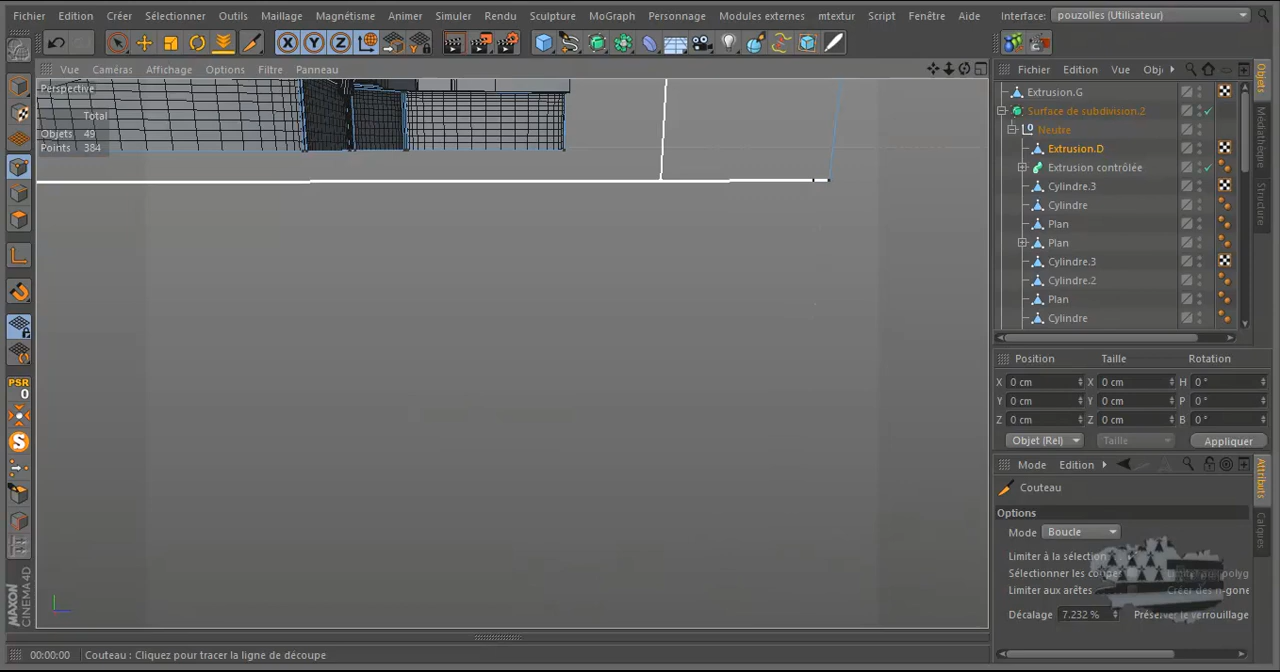 Fichier Edition Créer Sélectionner Outils Maillage Magnétisme Animer Simuler Rendu Sculpture MoGraph Personnage Modules externes mtextur Script Fenêtre Aide Interface: pouzolles (Utilisateur)
X Y Z
Vue Caméras Affichage Options Filtre Panneau
Fichier Edition Vue Obj
Perspective
Total
Objets 49
Points 384
Extrusion.G
Surface de subdivision.2
Neutre
Extrusion.D
Extrusion contrôlée
Cylindre.3
Cylindre
Plan
Plan
Cylindre.3
Cylindre.2
Plan
Cylindre
Objets
Médiathèque
Structure
PSR
0
S
Position Taille Rotation
X 0 cm X 0 cm H 0 °
Y 0 cm Y 0 cm P 0 °
Z 0 cm Z 0 cm B 0 °
Objet (Rel) Taille Appliquer
Mode Edition
Couteau
Options
Mode Boucle
Limiter à la sélection
Sélectionner les coupes
Limiter aux arêtes Créer des n-gone
Décalage 7.232 % Préserver le verrouillage
Attributs
Calques
MAXON
CINEMA 4D
00:00:00 Couteau : Cliquez pour tracer la ligne de découpe